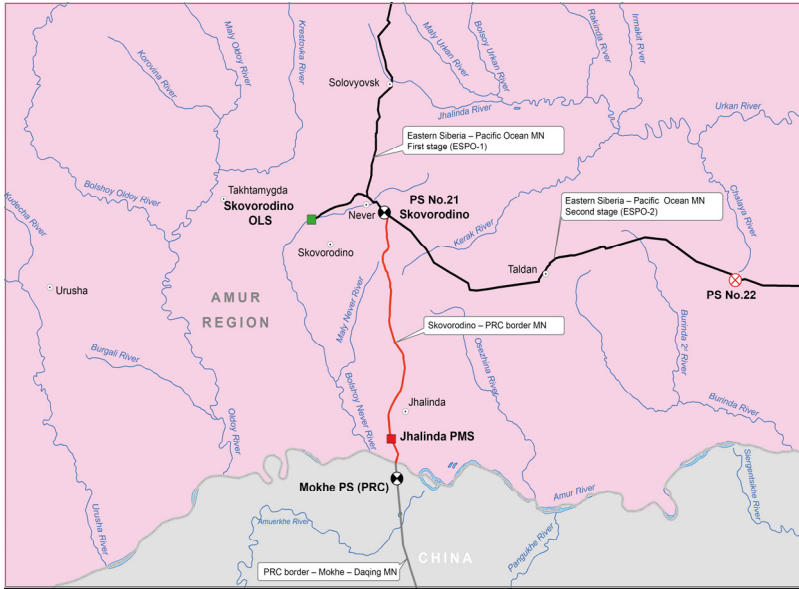 Maly Oldoy River
Korovina River
Krestovka River
Maly Urkan River
Bolsoy Urkan River
Rakinda River
Irmakit River
Solovyovsk
Jhalinda River
Urkan River
Eastern Siberia – Pacific Ocean MN
First stage (ESPO-1)
Bolshoy Oldoy River
Takhtamygda
Skovorodino
OLS
Never
PS No.21
Skovorodino
Eastern Siberia – Pacific Ocean MN
Second stage (ESPO-2)
Chalaya River
Kudecha River
Kerak River
Skovorodino
Taldan
Urusha
AMUR
REGION
PS No.22
Maly Never River
Skovorodino – PRC border MN
Burinda 2ʸ River
Burgali River
Osezhina River
Bolshoy Never River
Jhalinda
Burinda River
Oldoy River
Jhalinda PMS
Mokhe PS (PRC)
Amur River
Siergentsikhe River
Urusha River
Amuerkhe River
Pangukhe River
CHINA
PRC border – Mokhe – Daqing MN